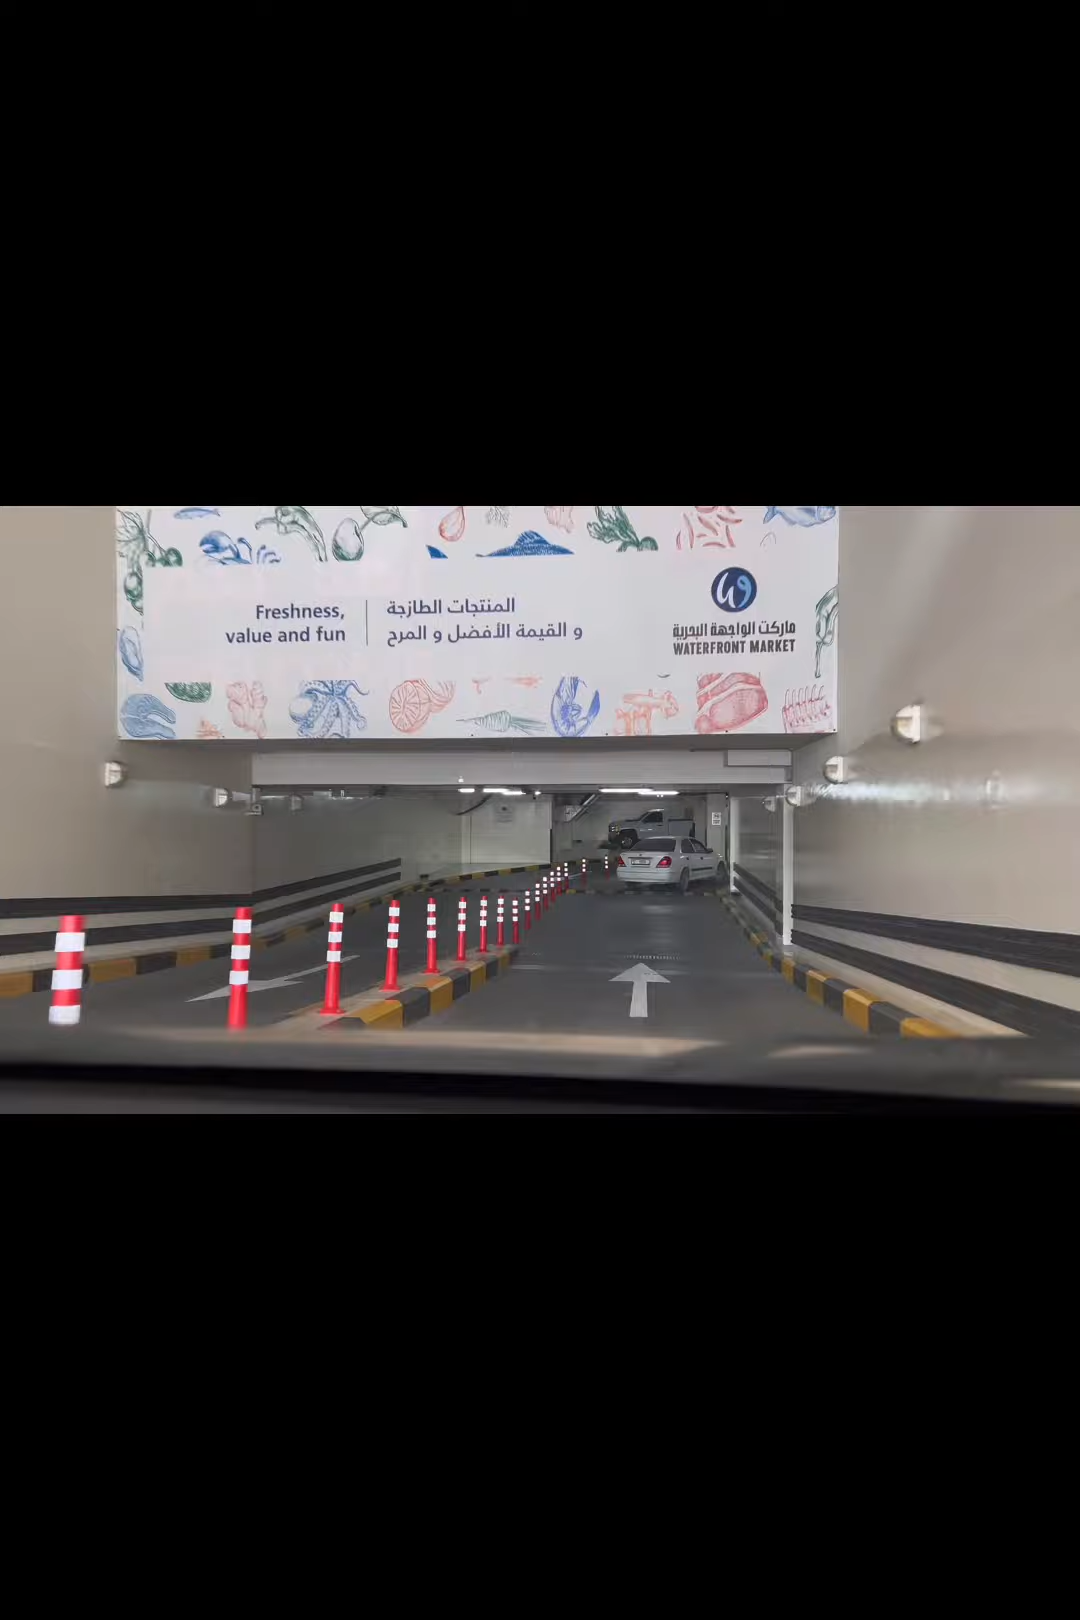 Freshness,
value and fun
المنتجات الطازجة
و القيمة الأفضل و المرح
ماركت الواجهة البحرية
WATERFRONT MARKET